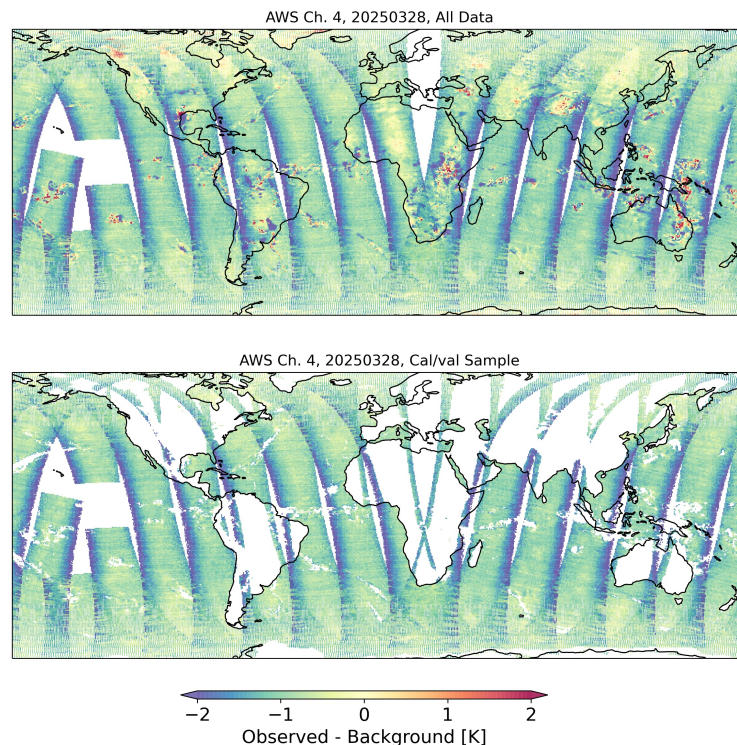 AWS Ch. 4, 20250328, All Data
AWS Ch. 4, 20250328, Cal/val Sample
−2 −1 0 1 2
Observed - Background [K]